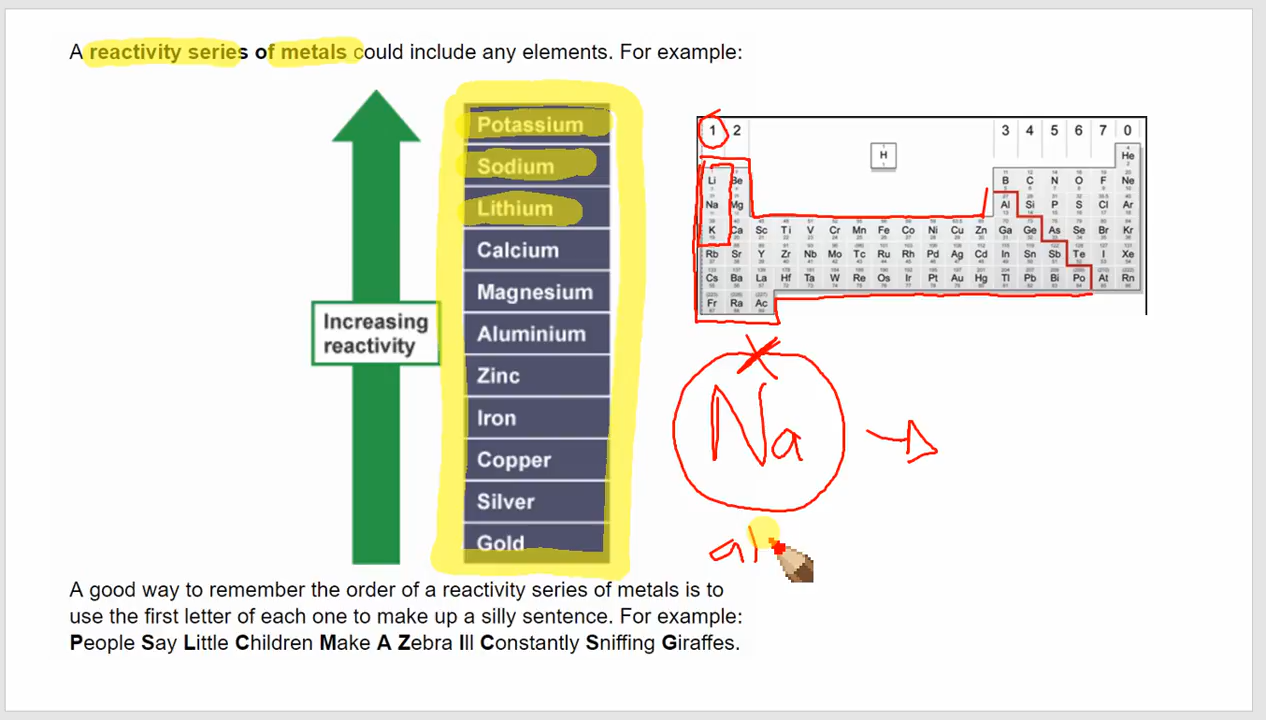 A reactivity series of metals could include any elements. For example:
Potassium
Sodium
Lithium
Calcium
Magnesium
Aluminium
Zinc
Iron
Copper
Silver
Gold
Increasing
reactivity
1 2 3 4 5 6 7 0
H He
Li Be B C N O F Ne
Na Mg Al Si P S Cl Ar
K Ca Sc Ti V Cr Mn Fe Co Ni Cu Zn Ga Ge As Se Br Kr
Rb Sr Y Zr Nb Mo Tc Ru Rh Pd Ag Cd In Sn Sb Te I Xe
Cs Ba La Hf Ta W Re Os Ir Pt Au Hg Tl Pb Bi Po At Rn
Fr Ra Ac
Na
A good way to remember the order of a reactivity series of metals is to
use the first letter of each one to make up a silly sentence. For example:
People Say Little Children Make A Zebra Ill Constantly Sniffing Giraffes.